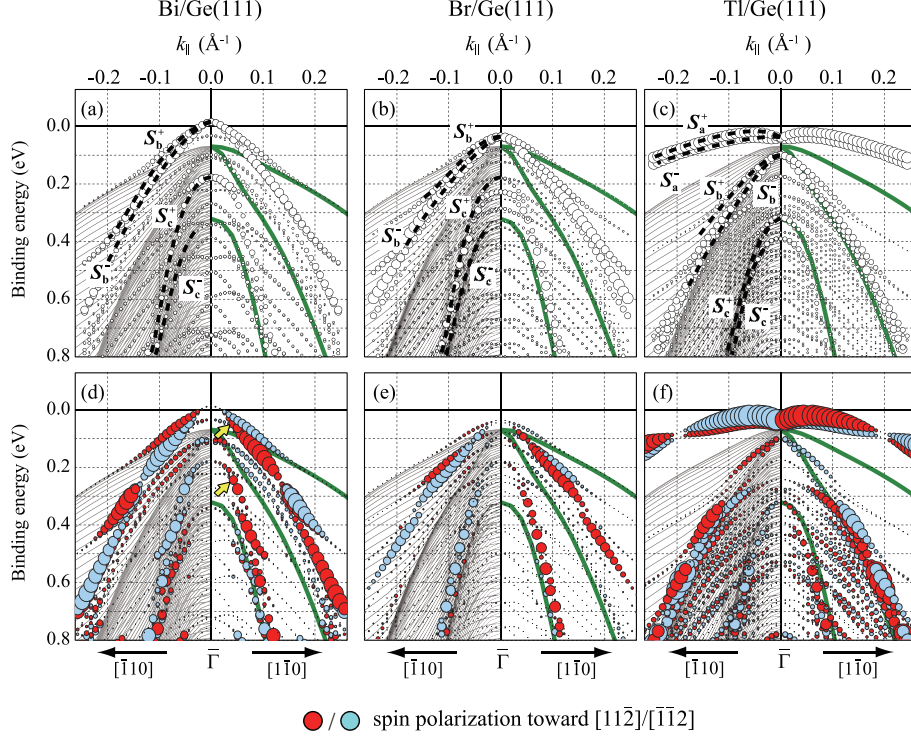 Bi/Ge(111) Br/Ge(111) Tl/Ge(111)
k∥ (Å⁻¹) k∥ (Å⁻¹) k∥ (Å⁻¹)
-0.2 -0.1 0.0 0.1 0.2 -0.2 -0.1 0.0 0.1 0.2 -0.2 -0.1 0.0 0.1 0.2
(a) (b) (c)
Binding energy (eV)
0.0
0.2
0.4
0.6
0.8
S_b⁺
S_c⁺
S_b⁻
S_c⁻
S_b⁺
S_c⁺
S_b⁻
S_c⁻
S_a⁺
S_a⁻
S_b⁺
S_b⁻
S_c
S_c⁻
(d) (e) (f)
Binding energy (eV)
0.0
0.2
0.4
0.6
0.8
[1̅10] Γ̅ [11̅0] [1̅10] Γ̅ [11̅0] [1̅10] Γ̅ [11̅0]
/ spin polarization toward [112̅]/[1̅1̅2]